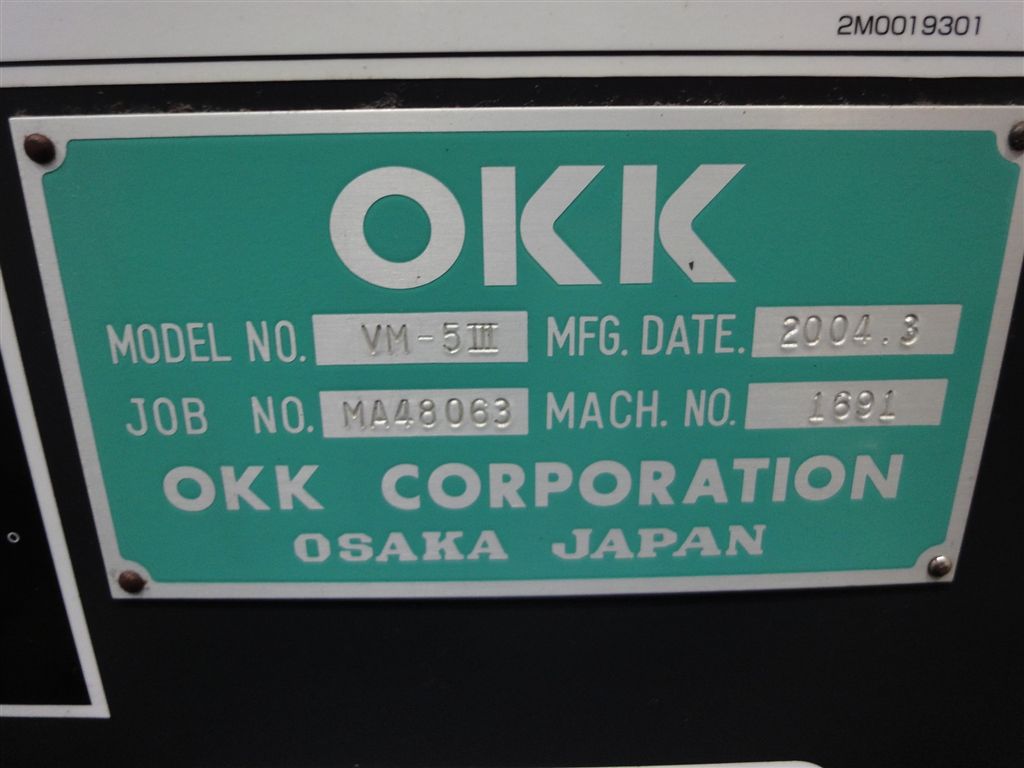 2M0019301
OKK
MODEL NO. VM-5III MFG. DATE. 2004.3
JOB NO. MA48063 MACH. NO. 1691
OKK CORPORATION
OSAKA JAPAN